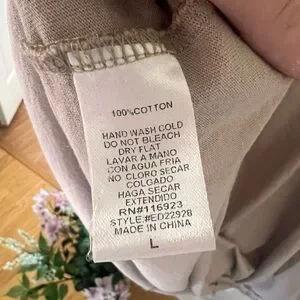 100%COTTON
HAND WASH COLD
DO NOT BLEACH
DRY FLAT
LAVAR A MANO
CON AGUA FRIA
NO CLORO SECAR
COLGADO
HAGA SECAR
EXTENDIDO
RN#116923
STYLE:#ED22928
MADE IN CHINA
L